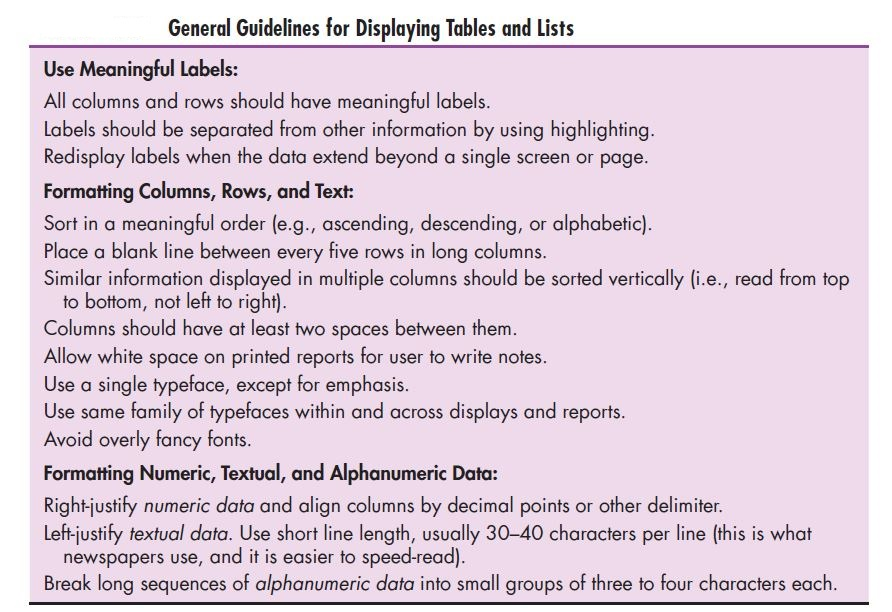 General Guidelines for Displaying Tables and Lists
Use Meaningful Labels:
All columns and rows should have meaningful labels.
Labels should be separated from other information by using highlighting.
Redisplay labels when the data extend beyond a single screen or page.
Formatting Columns, Rows, and Text:
Sort in a meaningful order (e.g., ascending, descending, or alphabetic).
Place a blank line between every five rows in long columns.
Similar information displayed in multiple columns should be sorted vertically (i.e., read from top
to bottom, not left to right).
Columns should have at least two spaces between them.
Allow white space on printed reports for user to write notes.
Use a single typeface, except for emphasis.
Use same family of typefaces within and across displays and reports.
Avoid overly fancy fonts.
Formatting Numeric, Textual, and Alphanumeric Data:
Right-justify numeric data and align columns by decimal points or other delimiter.
Left-justify textual data. Use short line length, usually 30–40 characters per line (this is what
newspapers use, and it is easier to speed-read).
Break long sequences of alphanumeric data into small groups of three to four characters each.